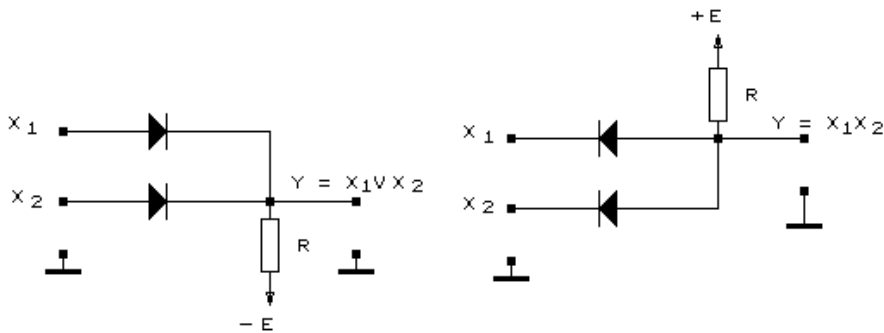 X1
X2
Y = X1VX2
R
- E
+E
R
X1
Y = X1X2
X2